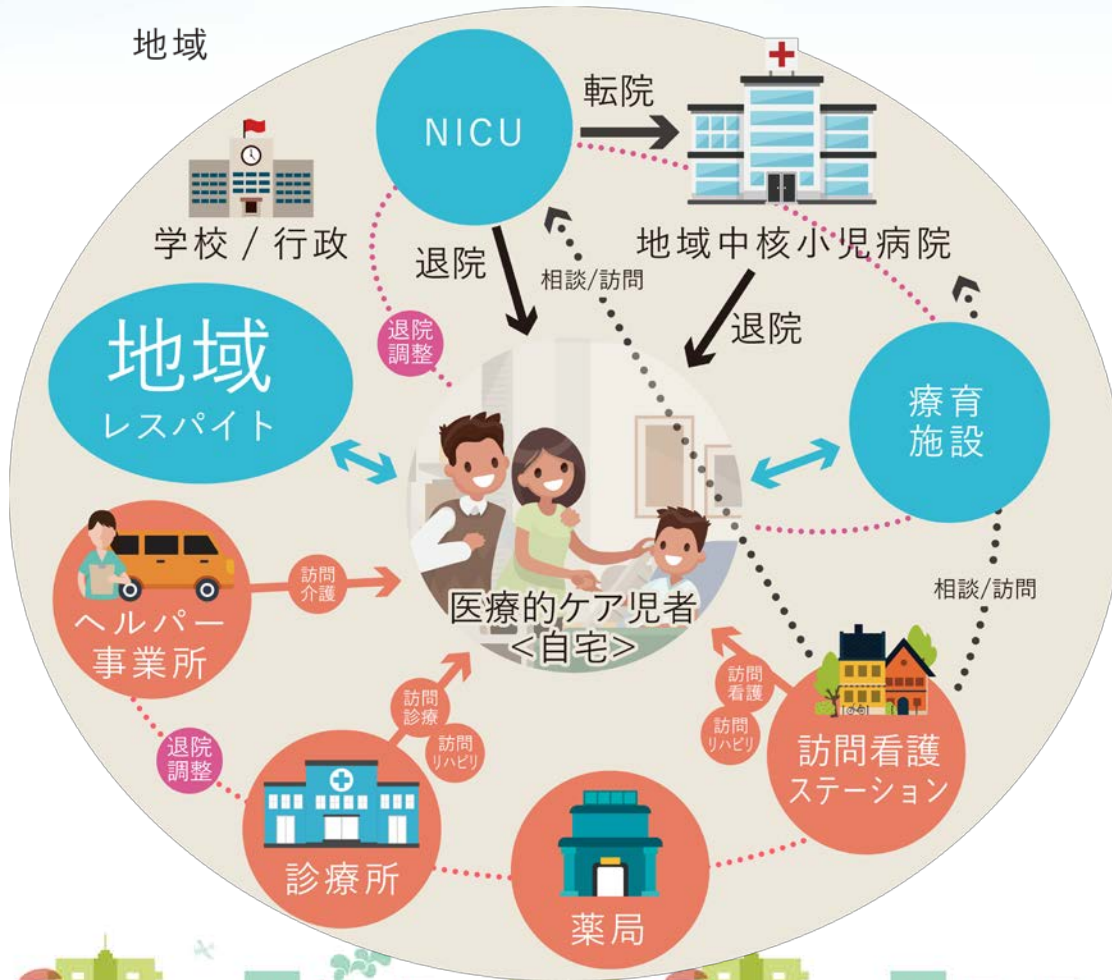 地域
NICU
転院
学校 / 行政
地域中核小児病院
退院
相談/訪問
退院
退院
調整
地域
レスパイト
療育
施設
訪問
介護
ヘルパー
事業所
医療的ケア児者
<自宅>
相談/訪問
訪問
診療
訪問
リハビリ
訪問
看護
訪問
リハビリ
退院
調整
訪問看護
ステーション
診療所
薬局